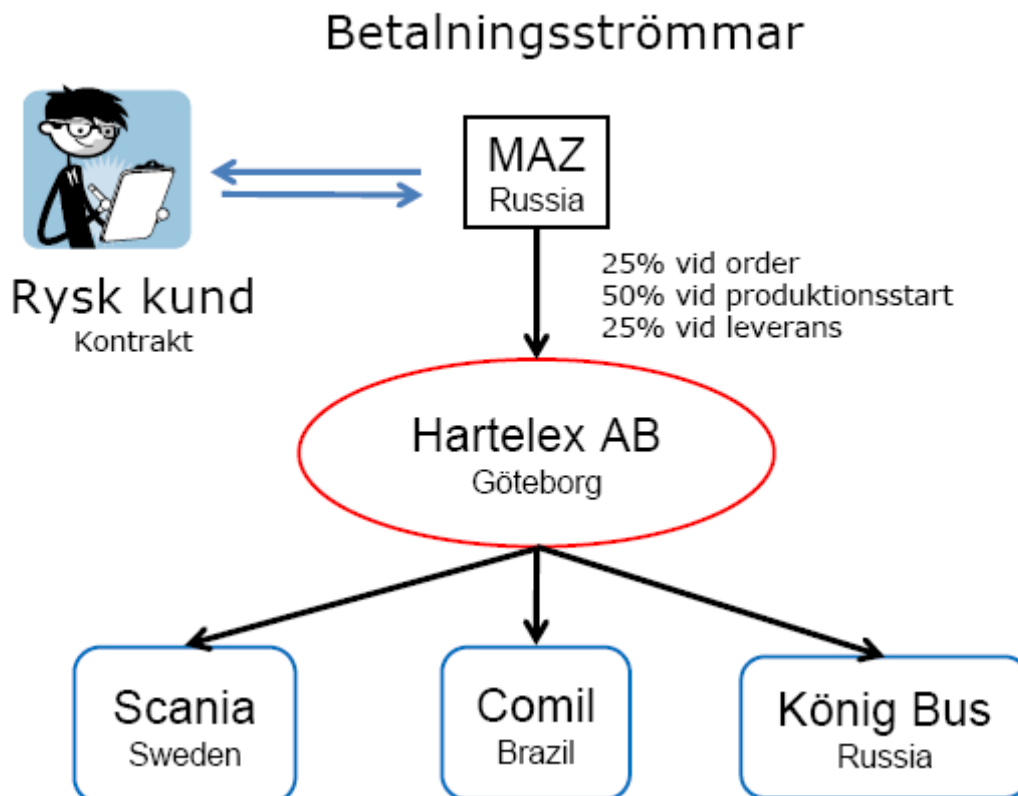 Betalningsströmmar
MAZ
Russia
Rysk kund
Kontrakt
25% vid order
50% vid produktionsstart
25% vid leverans
Hartelex AB
Göteborg
Scania
Sweden
Comil
Brazil
König Bus
Russia